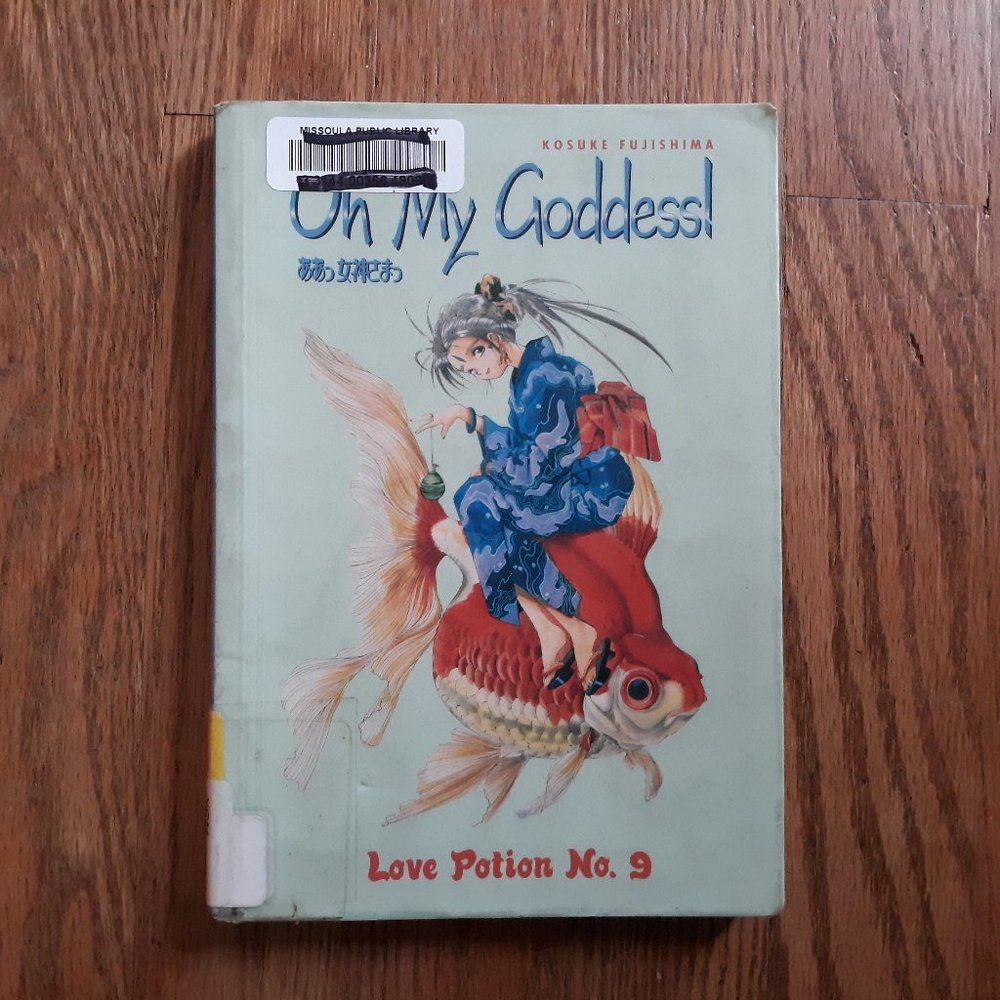 MISSOULA PUBLIC LIBRARY
KOSUKE FUJISHIMA
Oh My Goddess!
ああっ女神さまっ
Love Potion No. 9